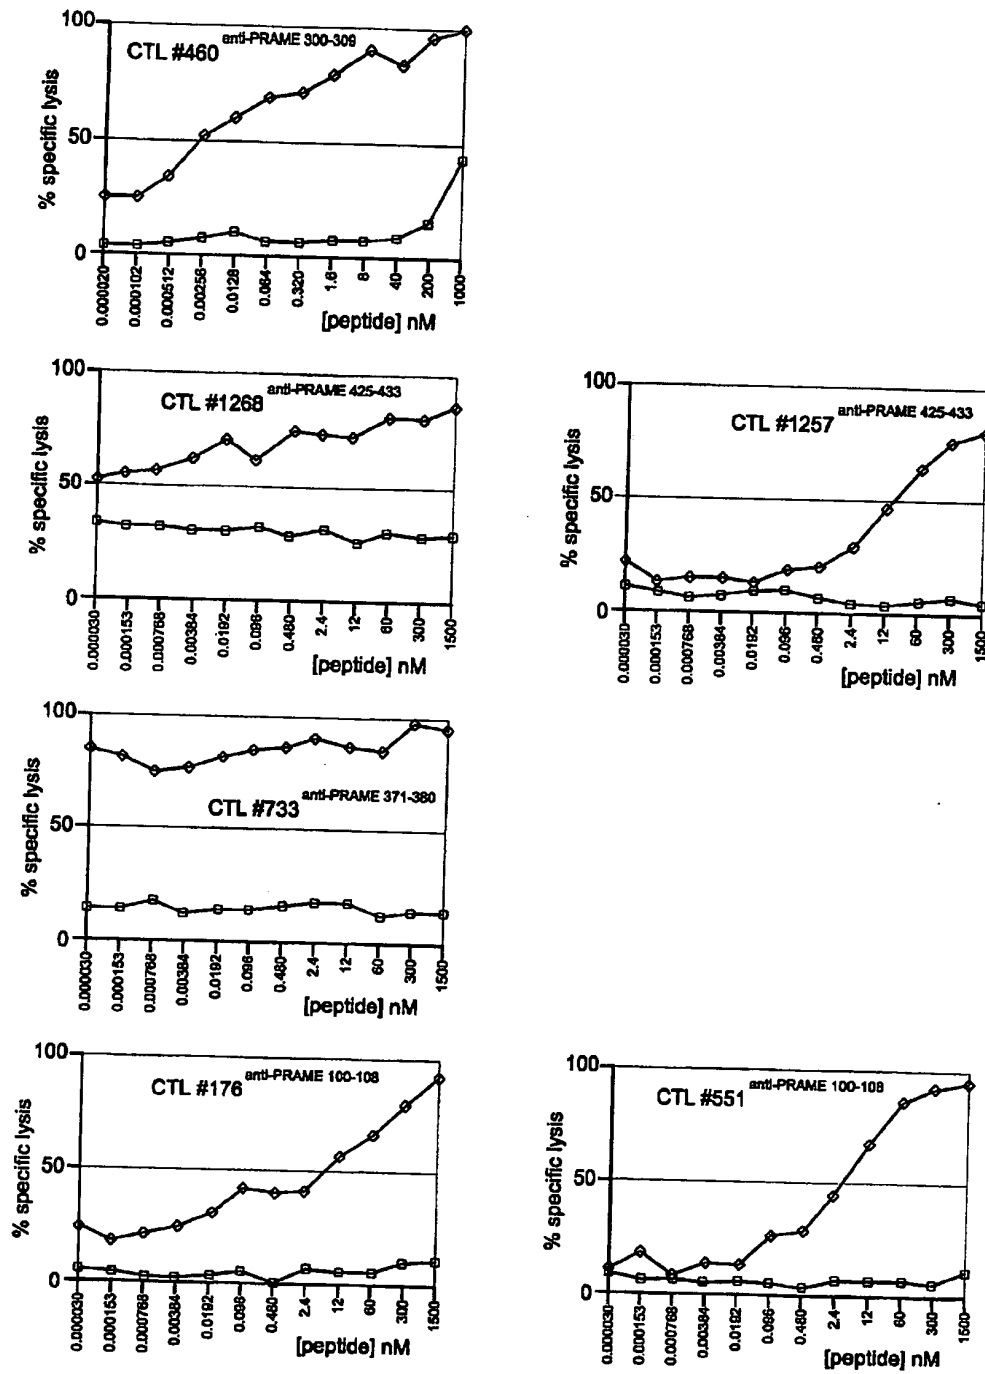 100
CTL #460 anti-PRAME 300-309
% specific lysis
50
0
0.000020 0.000102 0.000512 0.00256 0.0128 0.064 0.320 1.6 8 40 200 1000
[peptide] nM
100
CTL #1268 anti-PRAME 425-433
% specific lysis
50
0
0.000030 0.000153 0.000768 0.00384 0.0192 0.096 0.480 2.4 12 60 300 1500
[peptide] nM
100
CTL #1257 anti-PRAME 425-433
% specific lysis
50
0
0.000030 0.000153 0.000768 0.00384 0.0192 0.096 0.480 2.4 12 60 300 1500
[peptide] nM
100
% specific lysis
CTL #733 anti-PRAME 371-380
50
0
0.000030 0.000153 0.000768 0.00384 0.0192 0.096 0.480 2.4 12 60 300 1500
[peptide] nM
100
CTL #176 anti-PRAME 100-108
% specific lysis
50
0
0.000030 0.000153 0.000768 0.00384 0.0192 0.096 0.480 2.4 12 60 300 1500
[peptide] nM
100
CTL #551 anti-PRAME 100-108
% specific lysis
50
0
0.000030 0.000153 0.000768 0.00384 0.0192 0.096 0.480 2.4 12 60 300 1500
[peptide] nM